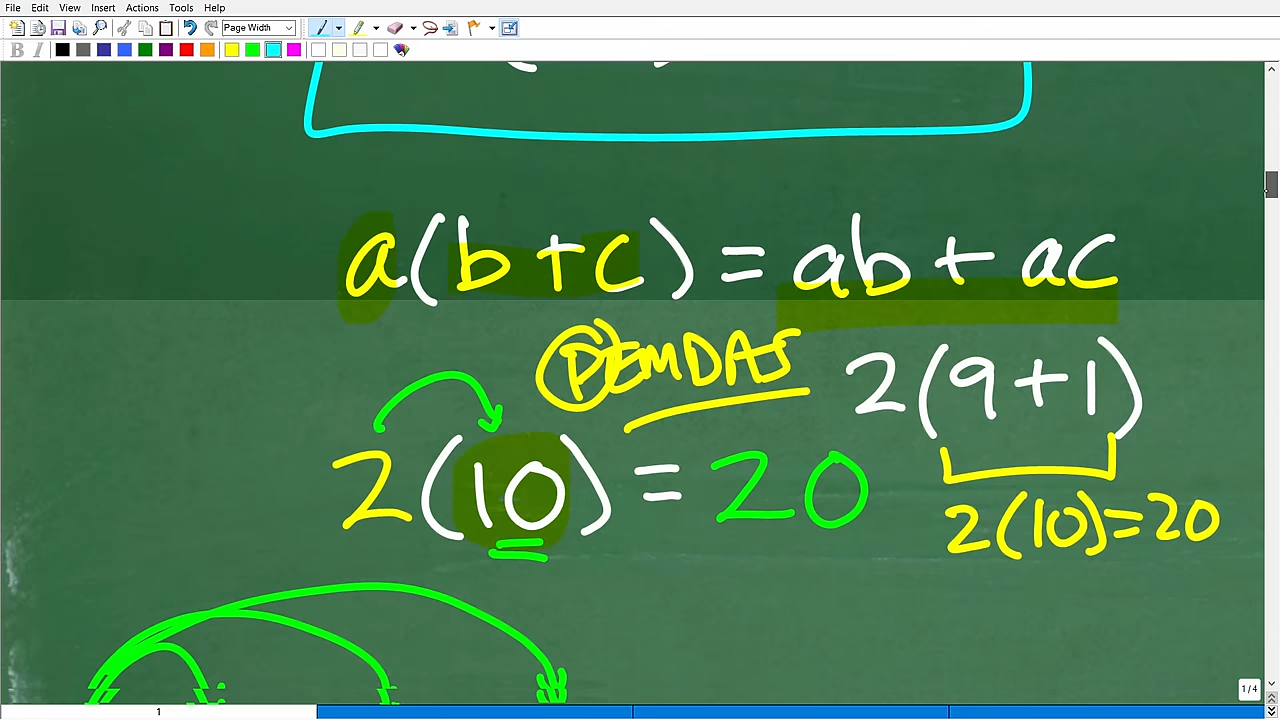 File Edit View Insert Actions Tools Help
Page Width
B I
a(b+c) = ab + ac
PEMDAS
2(9+1)
2(10) = 20
2(10)=20
1/4
1